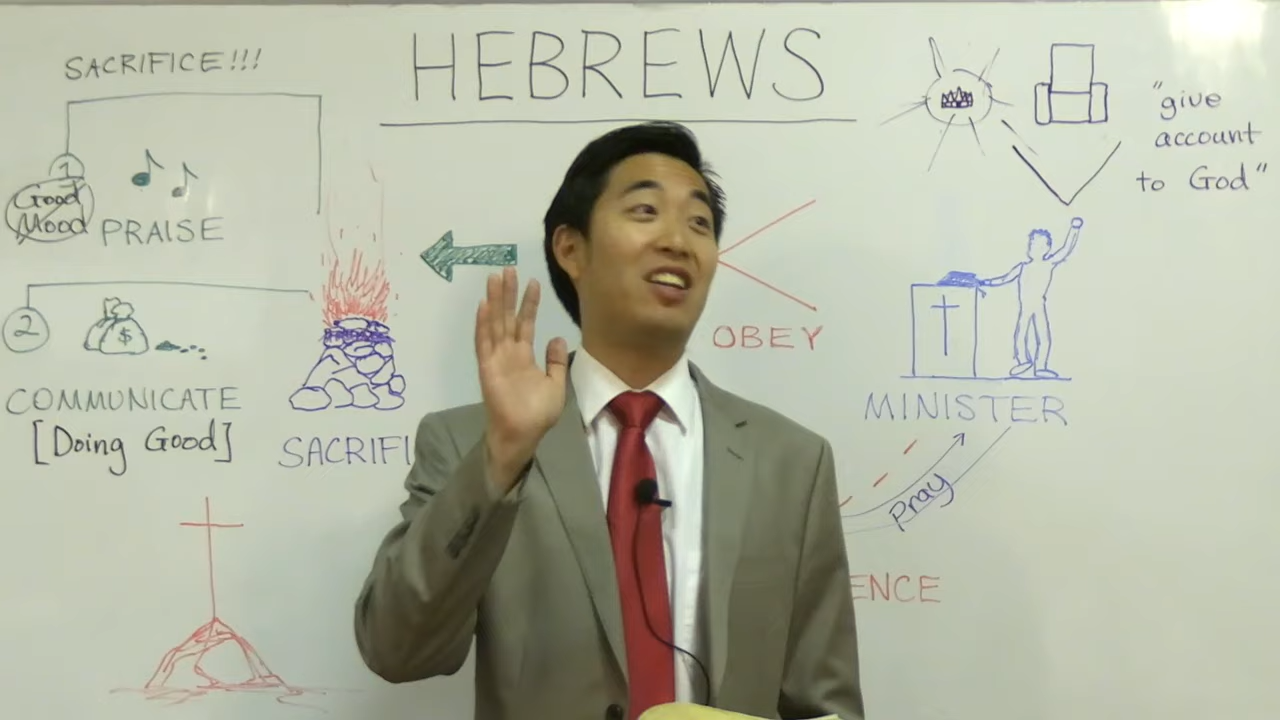 HEBREWS
SACRIFICE!!!
1
Good
Mood
PRAISE
2
$
COMMUNICATE
[Doing Good]
SACRIFI
OBEY
"give
account
to God"
MINISTER
Pray
ENCE